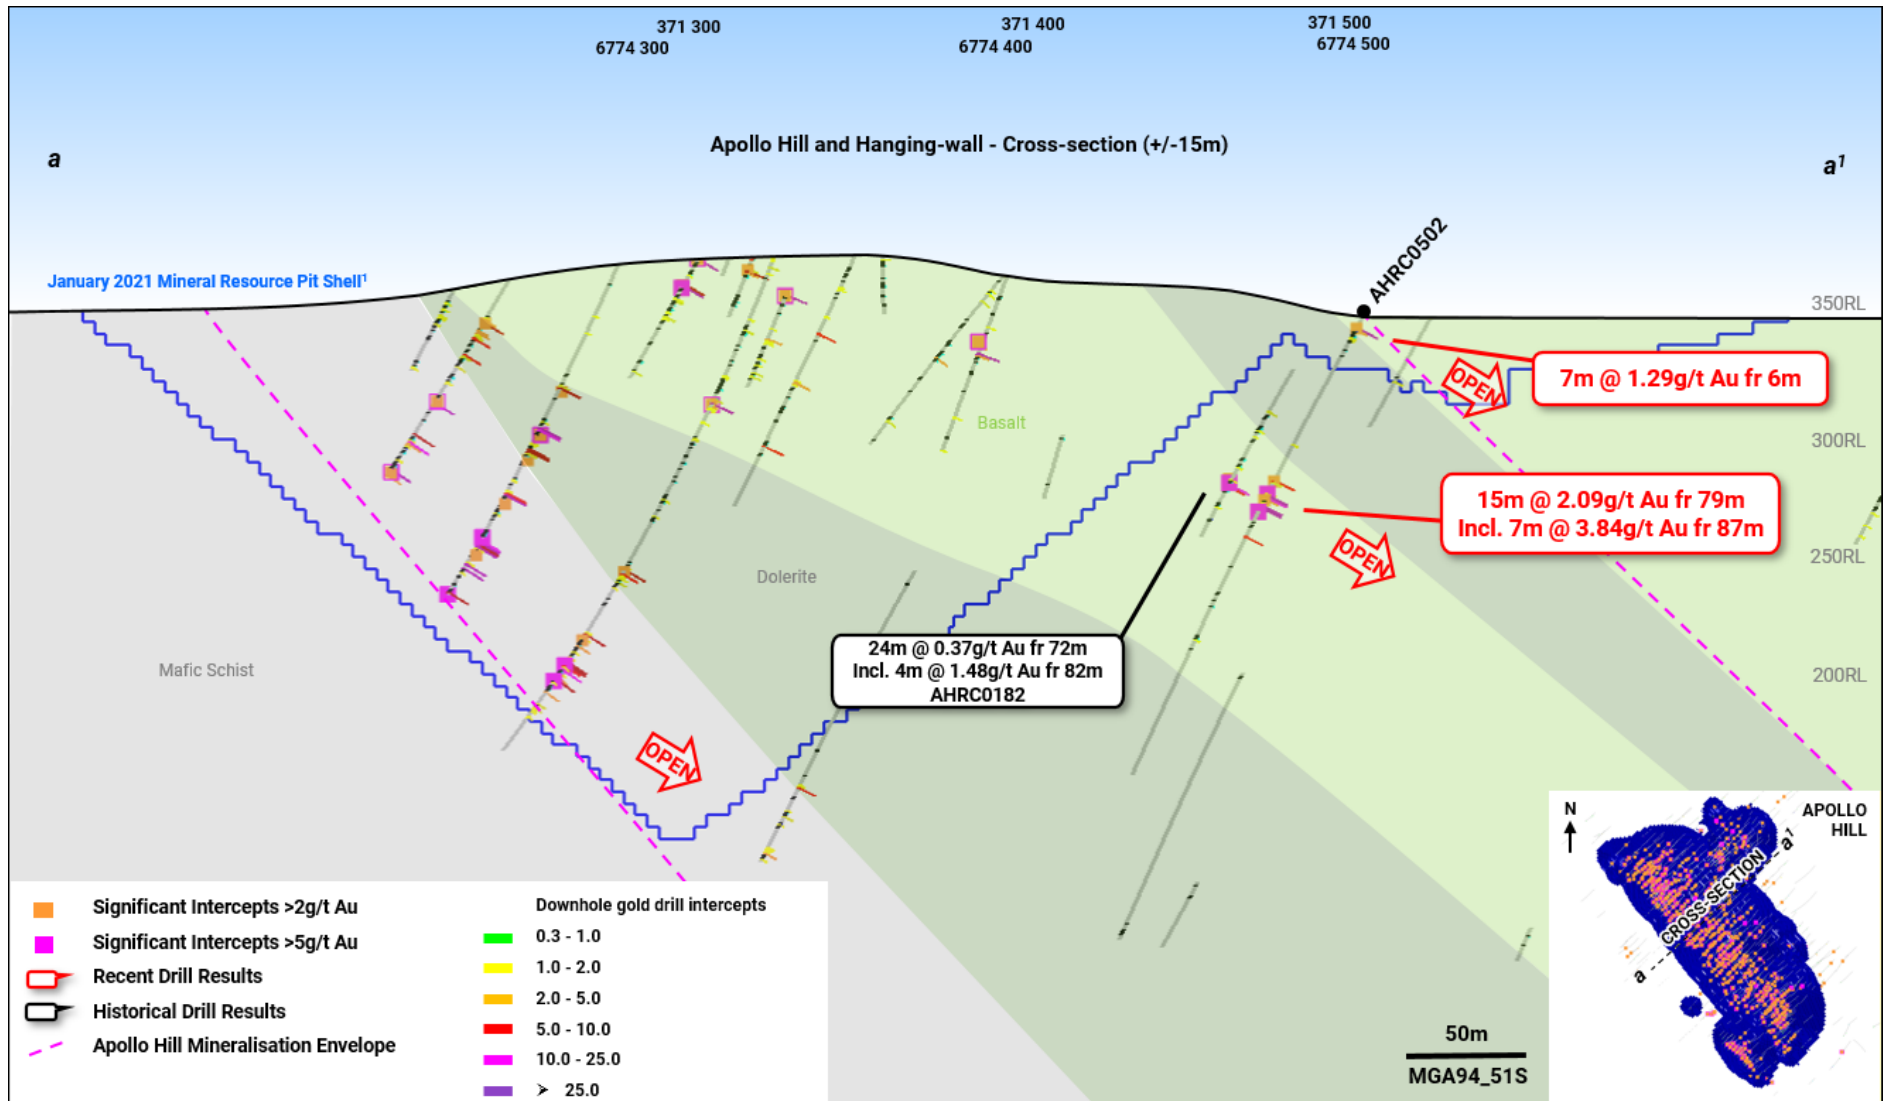 371 300
6774 300
371 400
6774 400
371 500
6774 500
Apollo Hill and Hanging-wall - Cross-section (+/-15m)
a
a¹
AHRC0502
January 2021 Mineral Resource Pit Shell¹
350RL
7m @ 1.29g/t Au fr 6m
OPEN
Basalt
300RL
15m @ 2.09g/t Au fr 79m
Incl. 7m @ 3.84g/t Au fr 87m
OPEN
250RL
Dolerite
24m @ 0.37g/t Au fr 72m
Incl. 4m @ 1.48g/t Au fr 82m
AHRC0182
Mafic Schist
200RL
OPEN
Significant Intercepts >2g/t Au
Significant Intercepts >5g/t Au
Recent Drill Results
Historical Drill Results
Apollo Hill Mineralisation Envelope
Downhole gold drill intercepts
0.3 - 1.0
1.0 - 2.0
2.0 - 5.0
5.0 - 10.0
10.0 - 25.0
➢ 25.0
50m
MGA94_51S
N
APOLLO
HILL
CROSS-SECTION
a
a¹